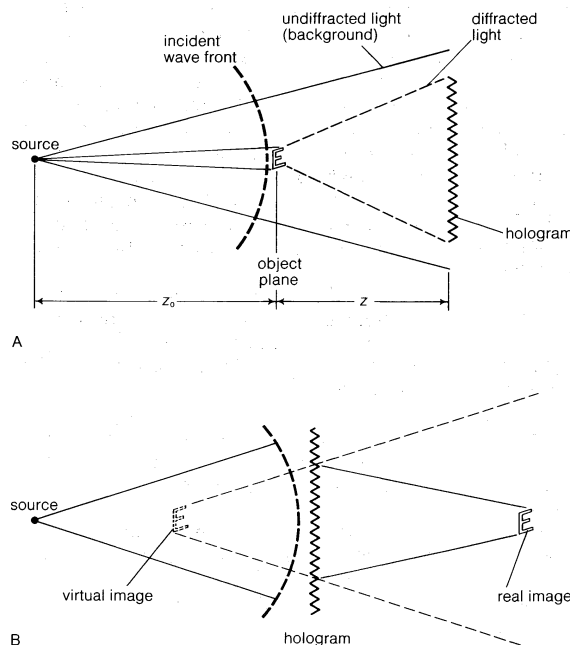 undiffracted light
(background)
diffracted
light
incident
wave front
source
E
hologram
object
plane
z₀
z
A
source
E
E
virtual image
real image
hologram
B